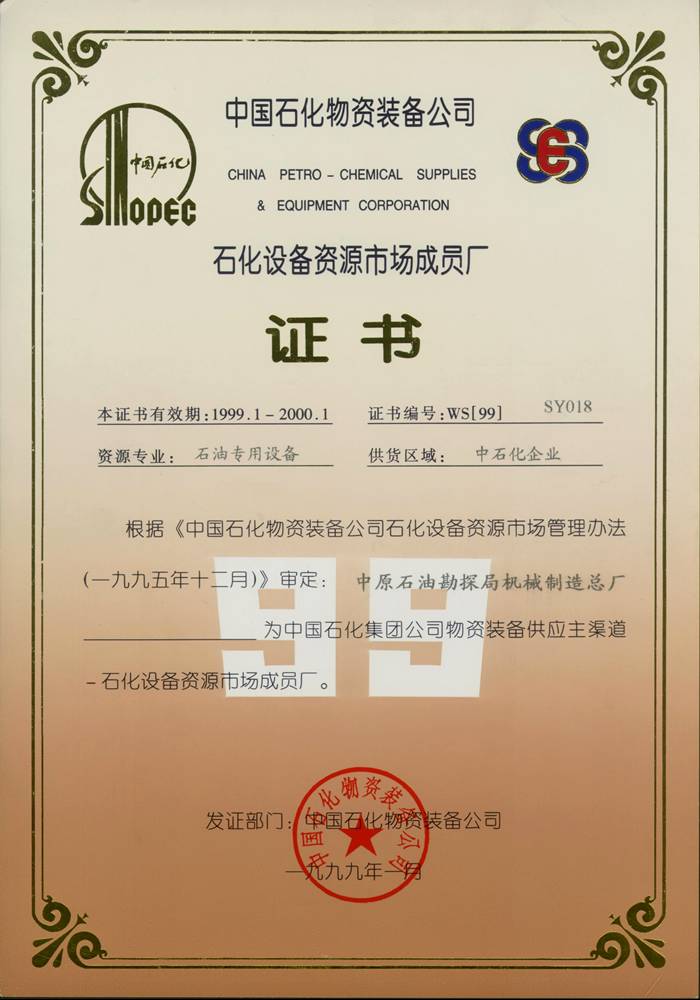 中国石化物资装备公司
CHINA PETRO - CHEMICAL SUPPLIES
& EQUIPMENT CORPORATION
中国石化
SINOPEC
SES
石化设备资源市场成员厂
证书
本证书有效期:1999.1-2000.1 证书编号:WS[99] SY018
资源专业: 石油专用设备 供货区域: 中石化企业
根据《中国石化物资装备公司石化设备资源市场管理办法
(一九九五年十二月)》审定: 中原石油勘探局机械制造总厂
为中国石化集团公司物资装备供应主渠道
-石化设备资源市场成员厂。
99
发证部门:中国石化物资装备公司
一九九九年一月
中国石化物资装备公司